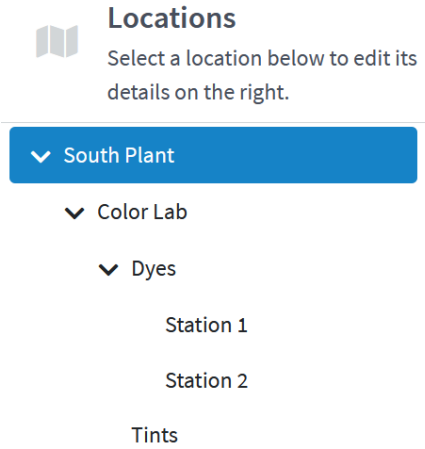 Locations
Select a location below to edit its
details on the right.
South Plant
Color Lab
Dyes
Station 1
Station 2
Tints